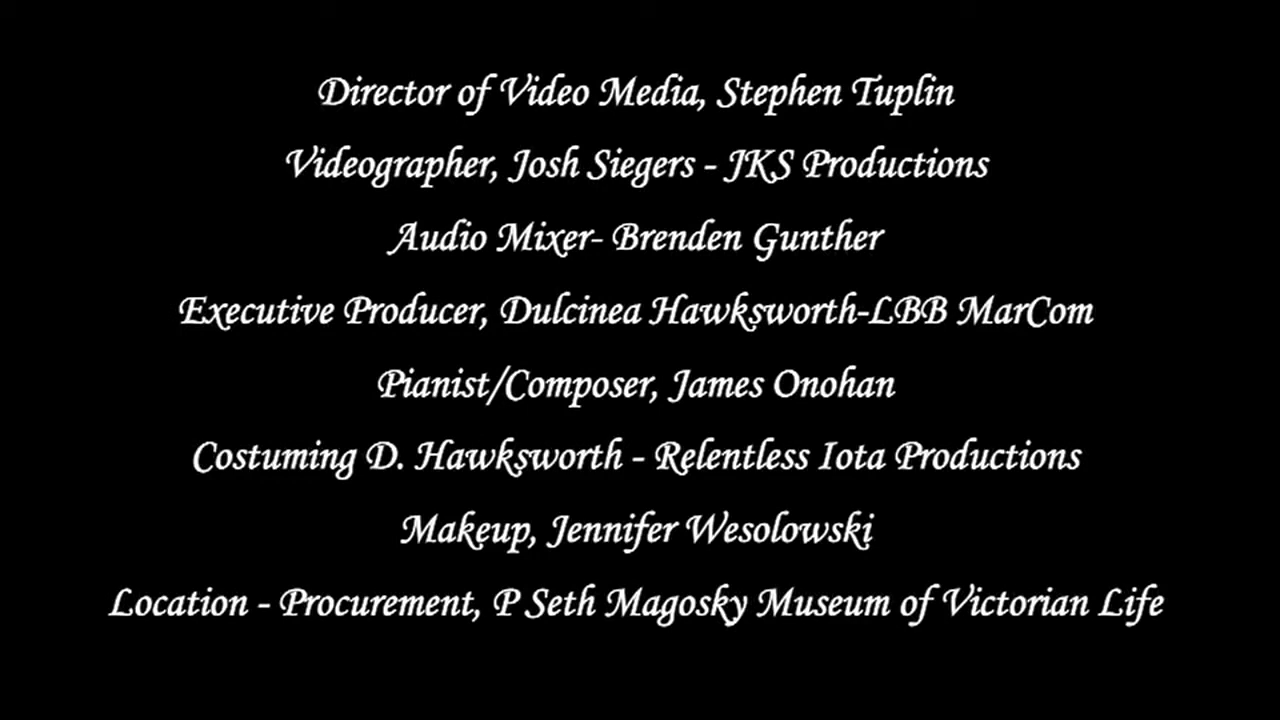 Director of Video Media, Stephen Tuplin
Videographer, Josh Siegers - JKS Productions
Audio Mixer- Brenden Gunther
Executive Producer, Dulcinea Hawksworth-LBB MarCom
Pianist/Composer, James Onohan
Costuming D. Hawksworth - Relentless Iota Productions
Makeup, Jennifer Wesolowski
Location - Procurement, P Seth Magosky Museum of Victorian Life